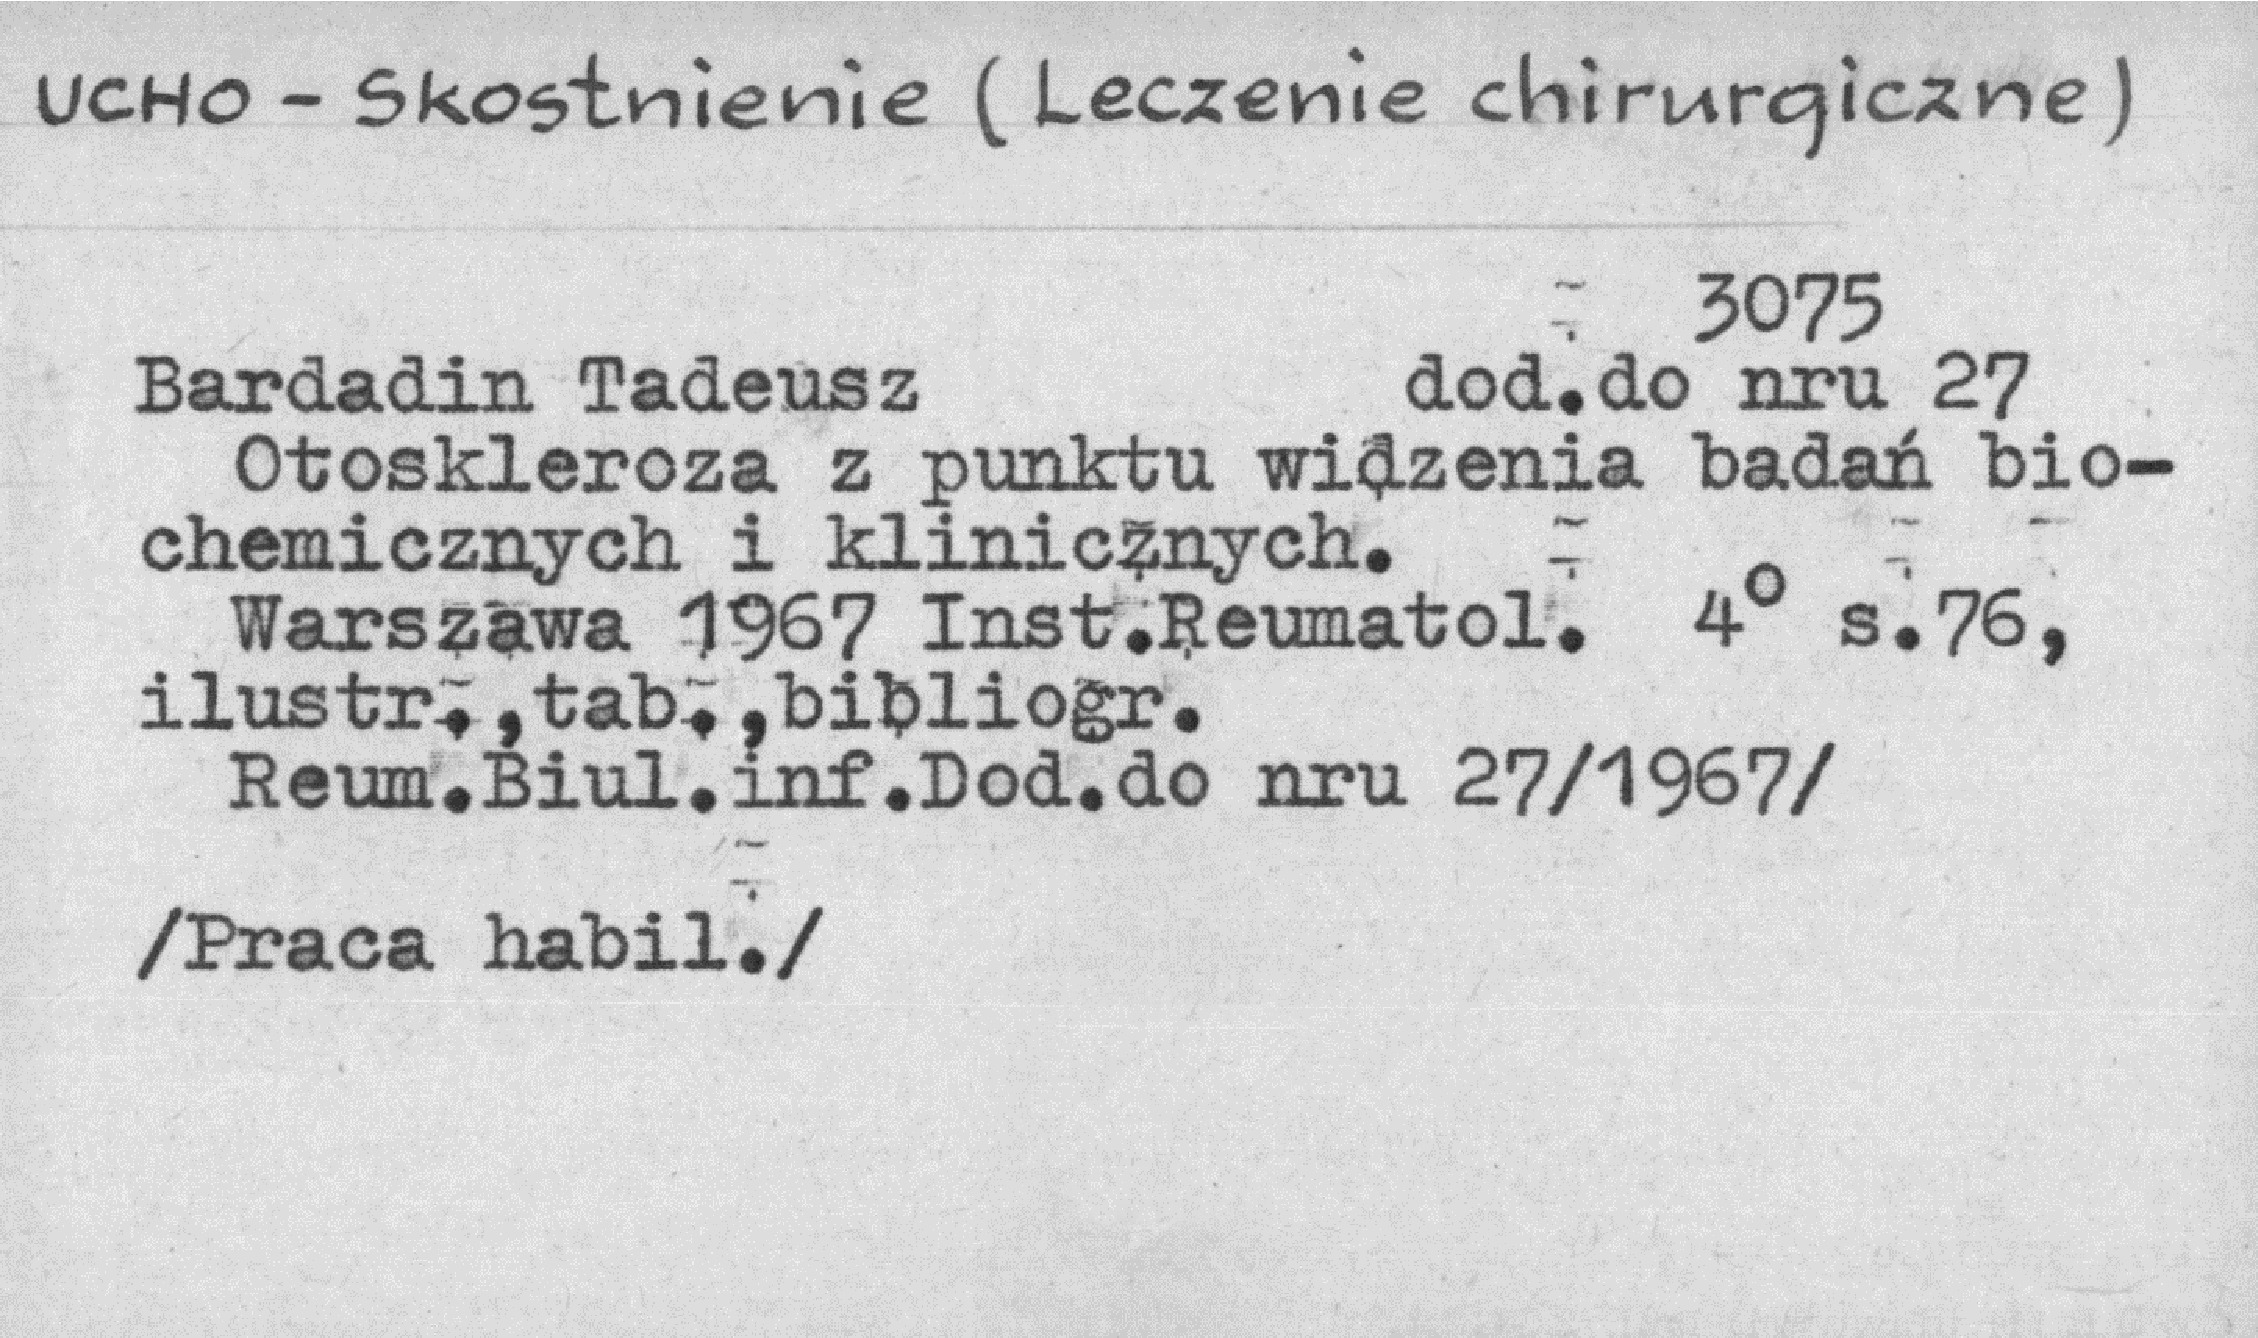 UCHO - Skostnienie (Leczenie chirurgiczne)
3075
Bardadin Tadeusz dod.do nru 27
Otoskleroza z punktu widzenia badań bio-
chemicznych i klinicznych.
Warszawa 1967 Inst.Reumatol. 4° s.76,
ilustr.,tab.,bibliogr.
Reum.Biul.inf.Dod.do nru 27/1967/
/Praca habil./